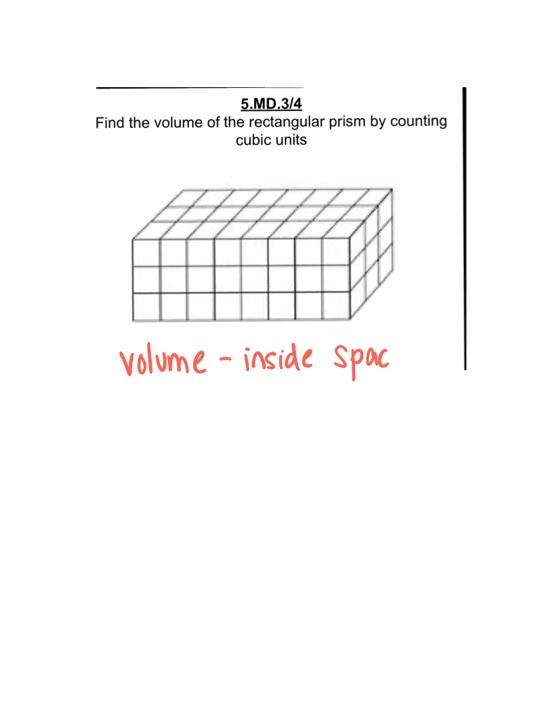 5.MD.3/4
Find the volume of the rectangular prism by counting
cubic units
volume - inside spac